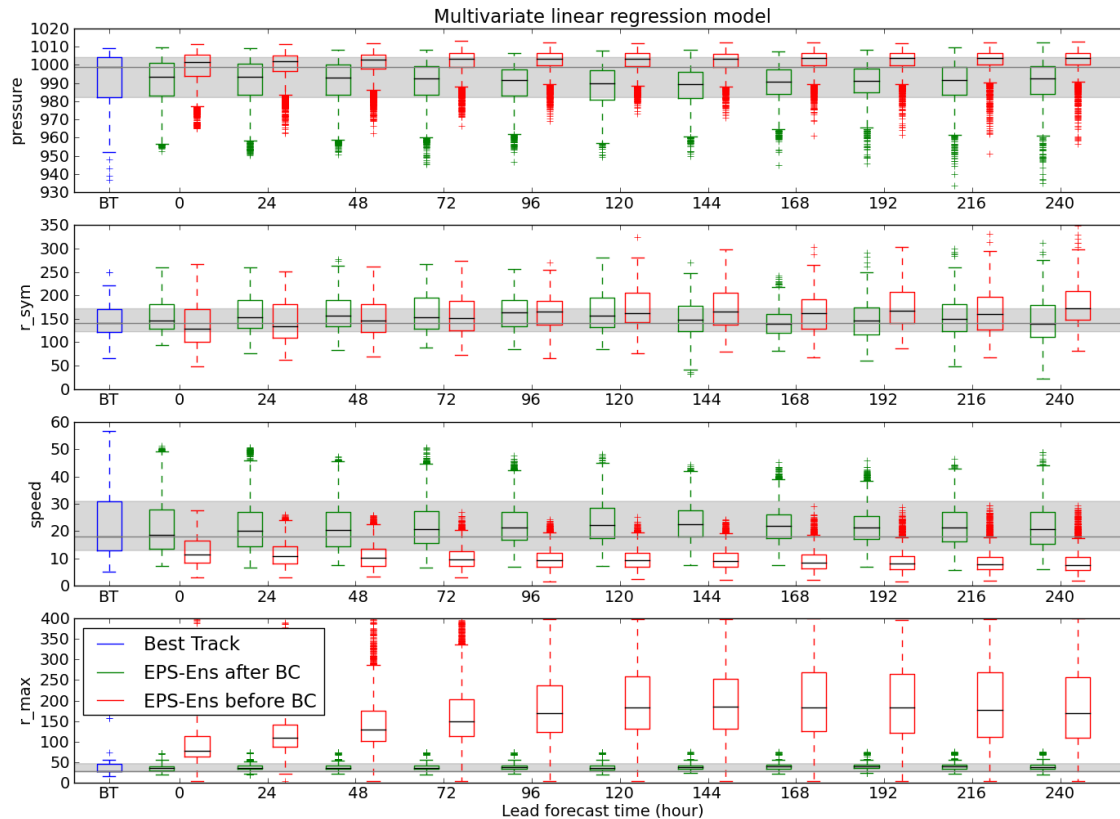 Multivariate linear regression model
pressure
1020
1010
1000
990
980
970
960
950
940
930
BT 0 24 48 72 96 120 144 168 192 216 240
r_sym
350
300
250
200
150
100
50
0
BT 0 24 48 72 96 120 144 168 192 216 240
speed
60
50
40
30
20
10
0
BT 0 24 48 72 96 120 144 168 192 216 240
r_max
400
350
300
250
200
150
100
50
0
Best Track
EPS-Ens after BC
EPS-Ens before BC
BT 0 24 48 72 96 120 144 168 192 216 240
Lead forecast time (hour)